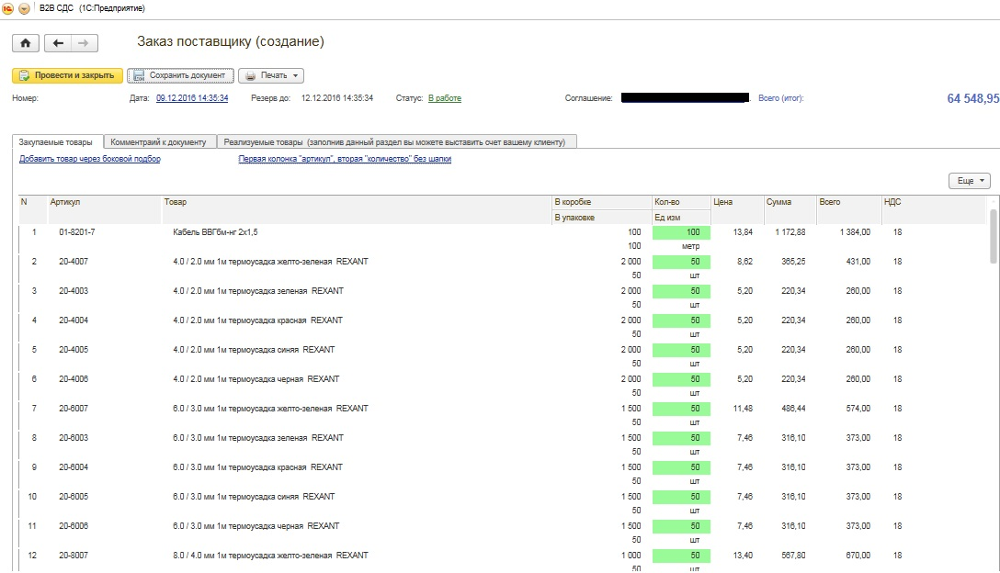 В2В СДС (1С:Предприятие)
Заказ поставщику (создание)
Провести и закрыть Сохранить документ Печать
Номер: Дата: 09.12.2016 14:35:34 Резерв до: 12.12.2016 14:35:34 Статус: В работе Соглашение: Всего (итог): 64 548,95
Закупаемые товары Комментраий к документу Реализуемые товары (заполнив данный раздел вы можете выставить счет вашему клиенту)
Добавить товар через боковой подбор Первая колонка "артикул", вторая "количество" без шапки
Еще
N Артикул Товар В коробке Кол-во Цена Сумма Всего НДС
В упаковке Ед изм
1 01-8201-7 Кабель ВВГбм-нг 2х1,5 100 100 13,84 1 172,88 1 384,00 18
100 метр
2 20-4007 4.0 / 2.0 мм 1м термоусадка желто-зеленая REXANT 2 000 50 8,62 365,25 431,00 18
50 шт
3 20-4003 4.0 / 2.0 мм 1м термоусадка зеленая REXANT 2 000 50 5,20 220,34 260,00 18
50 шт
4 20-4004 4.0 / 2.0 мм 1м термоусадка красная REXANT 2 000 50 5,20 220,34 260,00 18
50 шт
5 20-4005 4.0 / 2.0 мм 1м термоусадка синяя REXANT 2 000 50 5,20 220,34 260,00 18
50 шт
6 20-4006 4.0 / 2.0 мм 1м термоусадка черная REXANT 2 000 50 5,20 220,34 260,00 18
50 шт
7 20-6007 6.0 / 3.0 мм 1м термоусадка желто-зеленая REXANT 1 500 50 11,48 486,44 574,00 18
50 шт
8 20-6003 6.0 / 3.0 мм 1м термоусадка зеленая REXANT 1 500 50 7,46 316,10 373,00 18
50 шт
9 20-6004 6.0 / 3.0 мм 1м термоусадка красная REXANT 1 500 50 7,46 316,10 373,00 18
50 шт
10 20-6005 6.0 / 3.0 мм 1м термоусадка синяя REXANT 1 500 50 7,46 316,10 373,00 18
50 шт
11 20-6006 6.0 / 3.0 мм 1м термоусадка черная REXANT 1 500 50 7,46 316,10 373,00 18
50 шт
12 20-8007 8.0 / 4.0 мм 1м термоусадка желто-зеленая REXANT 1 000 50 13,40 567,80 670,00 18
50 шт